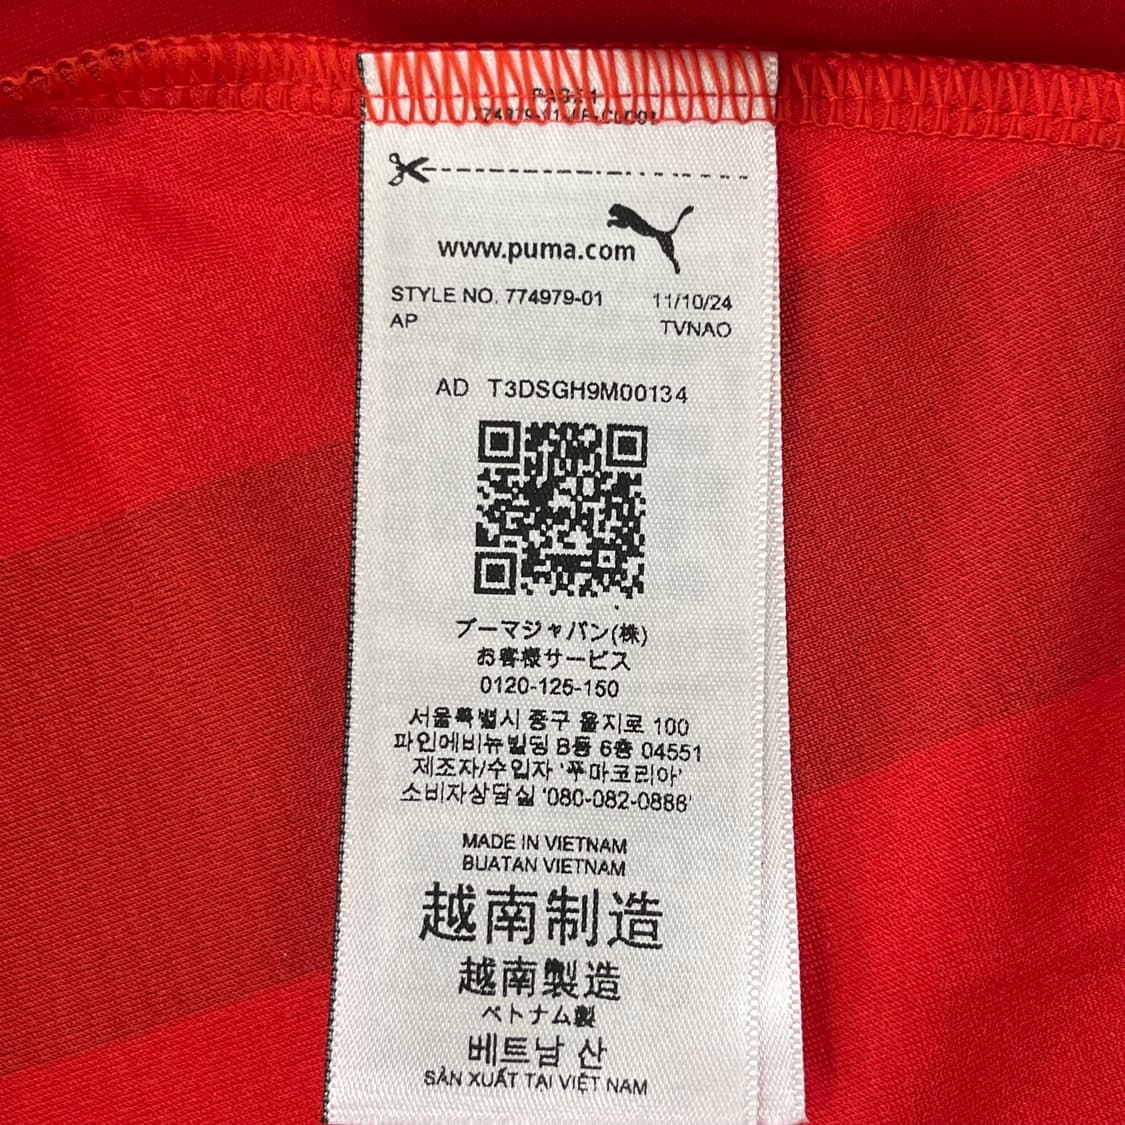 www.puma.com
STYLE NO. 774979-01 11/10/24
AP TVNAO
AD T3DSGH9M00134
プーマジャパン(株)
お客様サービス
0120-125-150
서울특별시 중구 을지로 100
파인에비뉴빌딩 B동 6층 04551
제조자/수입자 '푸마코리아'
소비자상담실 '080-082-0886'
MADE IN VIETNAM
BUATAN VIETNAM
越南制造
越南製造
ベトナム製
베트남 산
SẢN XUẤT TẠI VIỆT NAM